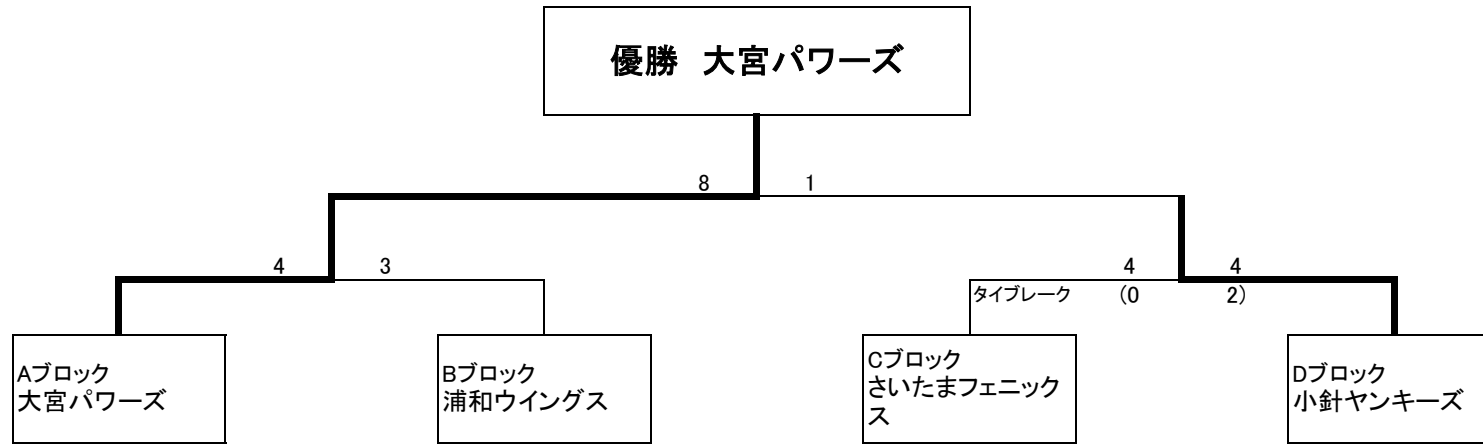 優勝　大宮パワーズ
8 1
4 3
4 4
タイブレーク (0 2)
Aブロック
大宮パワーズ
Bブロック
浦和ウイングス
Cブロック
さいたまフェニック
ス
Dブロック
小針ヤンキーズ